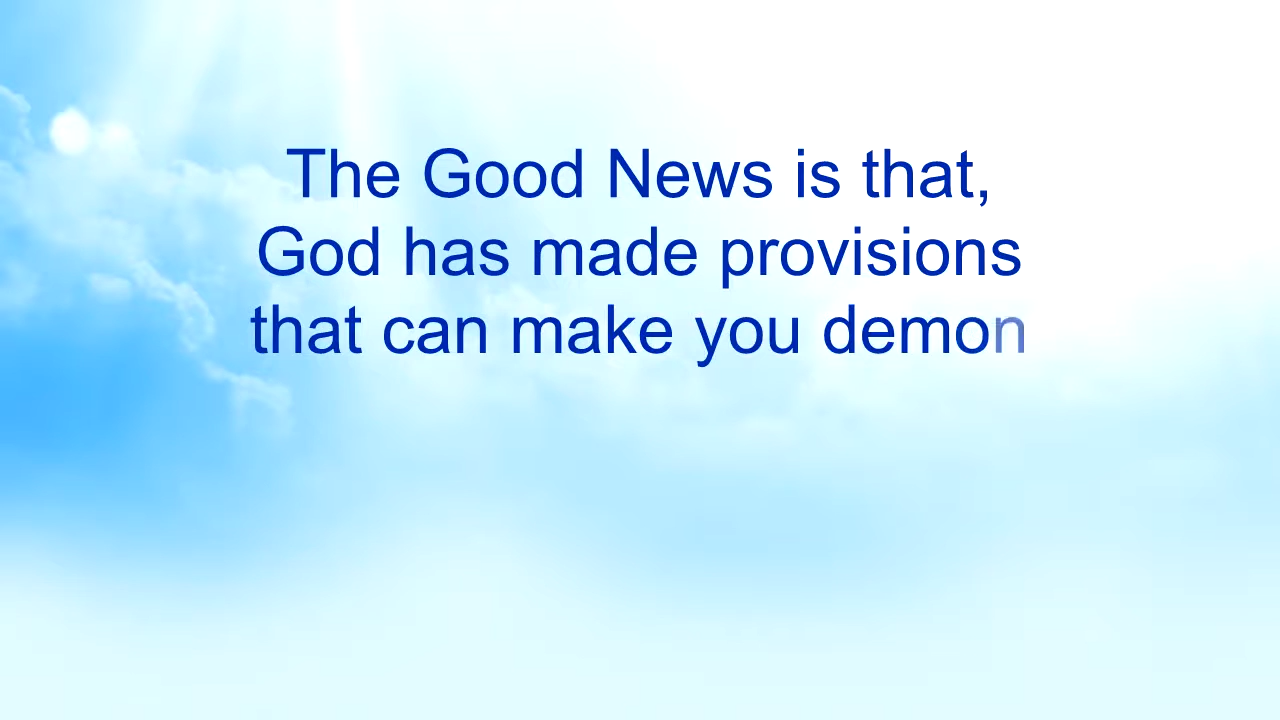 The Good News is that,
God has made provisions
that can make you demon